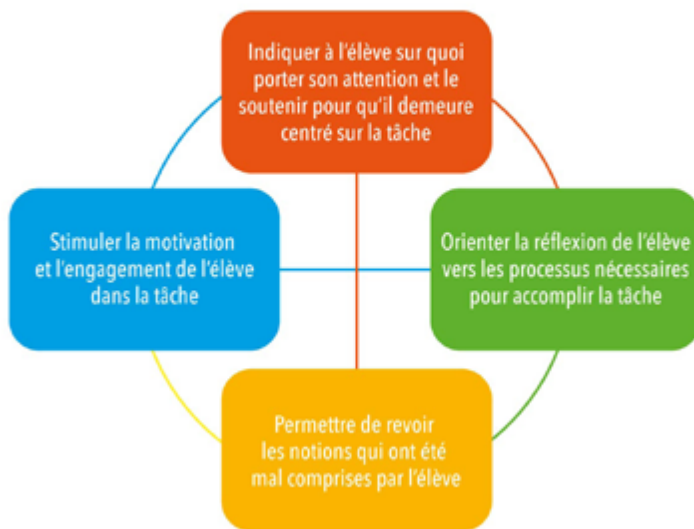 Indiquer à l'élève sur quoi
porter son attention et le
soutenir pour qu'il demeure
centré sur la tâche
Stimuler la motivation
et l'engagement de l'élève
dans la tâche
Orienter la réflexion de l'élève
vers les processus nécessaires
pour accomplir la tâche
Permettre de revoir
les notions qui ont été
mal comprises par l'élève